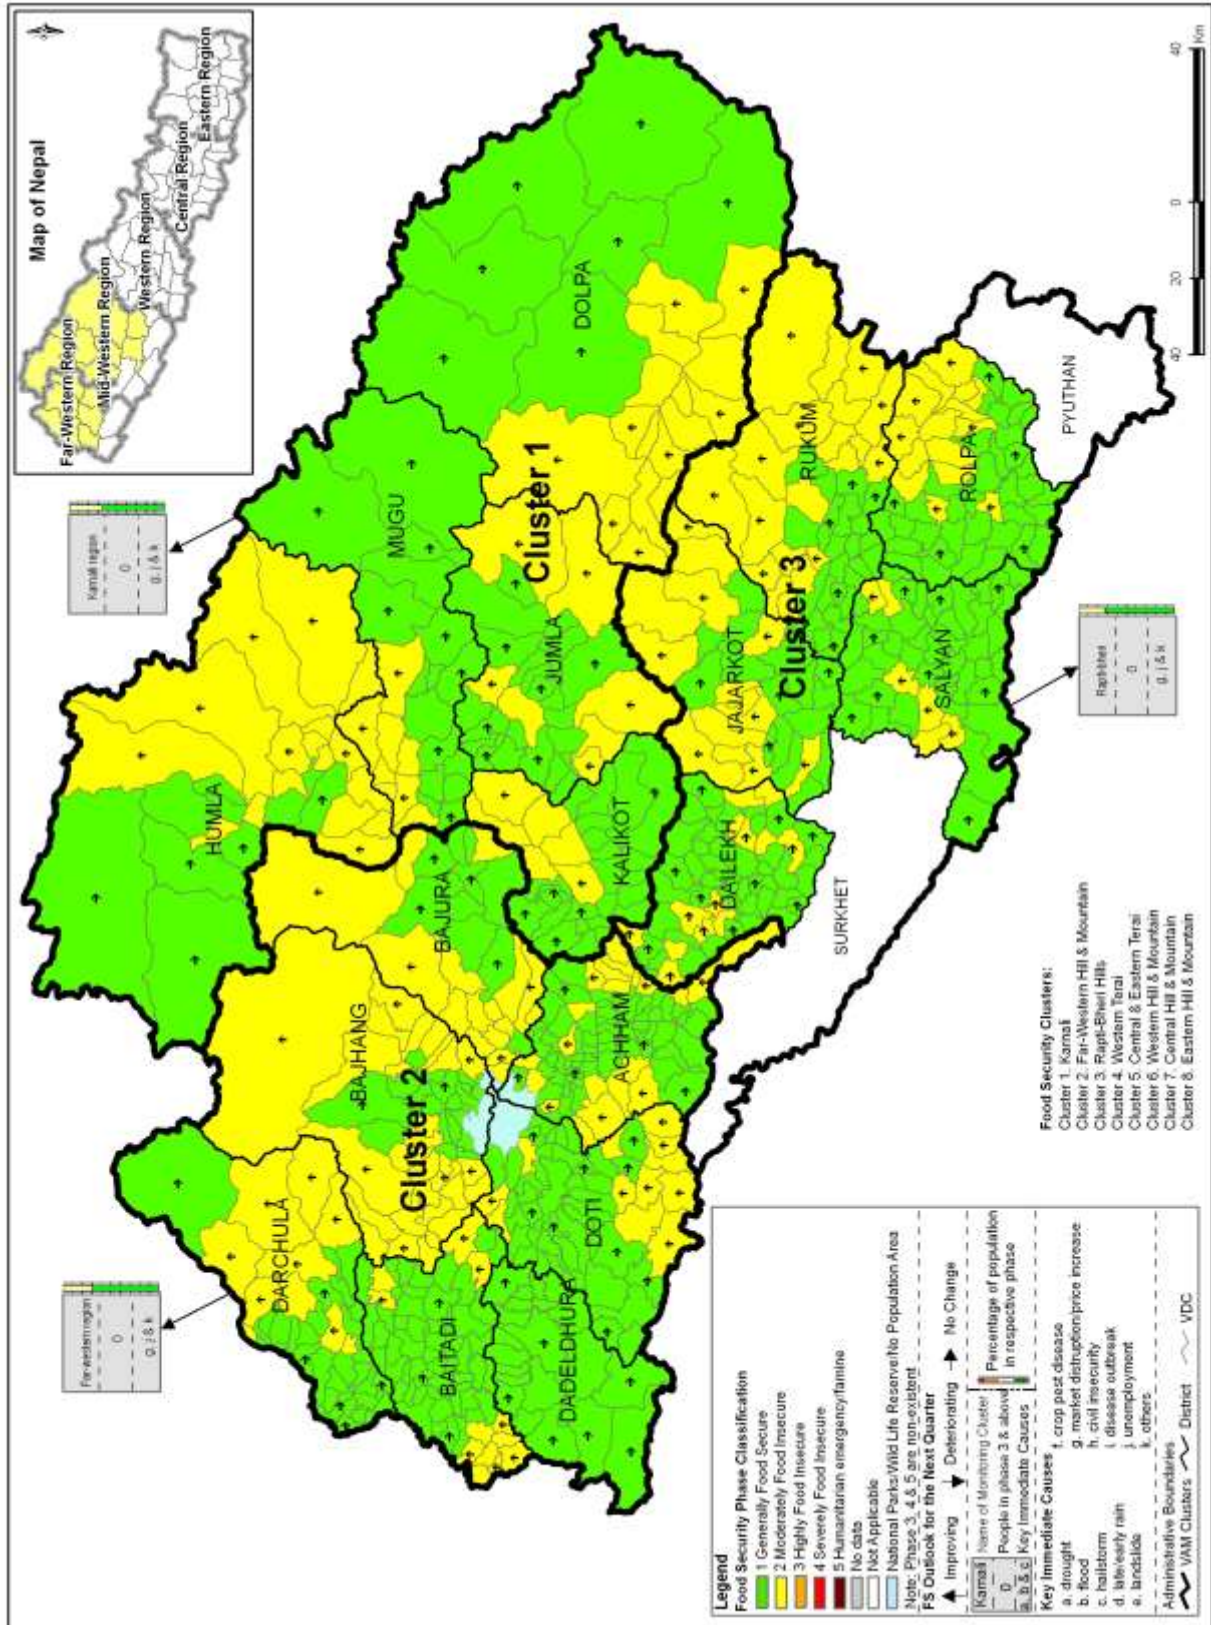 Map of Nepal
Far-Western Region
Mid-Western Region
Western Region
Central Region
Eastern Region
Far-western region
0
g, j & k
Karnali region
0
g, j & k
Rapti-bheri
0
g, j & k
DARCHULA
BAITADI
DADELDHURA
DOTI
BAJHANG
Cluster 2
ACHHAM
BAJURA
HUMLA
MUGU
JUMLA
KALIKOT
Cluster 1
DOLPA
DAILEKH
JAJARKOT
Cluster 3
RUKUM
ROLPA
SALYAN
SURKHET
PYUTHAN
Legend
Food Security Phase Classification
1 Generally Food Secure
2 Moderately Food Insecure
3 Highly Food Insecure
4 Severely Food Insecure
5 Humanitarian emergency/famine
No data
Not Applicable
National Parks/Wild Life Reserve/No Population Area
Note: Phase 3, 4 & 5 are non-existent
FS Outlook for the Next Quarter
Improving Deteriorating No Change
Karnali Name of Monitoring Cluster
0 People in phase 3 & above
a, b & c Key Immediate Causes
Percentage of population
in respective phase
Key Immediate Causes
a. drought
b. flood
c. hailstorm
d. late/early rain
e. landslide
f. crop pest disease
g. market distruption/price increase
h. civil insecurity
i. disease outbreak
j. unemployment
k. others
Administrative Boundaries
VAM Clusters District VDC
Food Security Clusters:
Cluster 1. Karnali
Cluster 2. Far-Western Hill & Mountain
Cluster 3. Rapti-Bheri Hills
Cluster 4. Western Terai
Cluster 5. Central & Eastern Terai
Cluster 6. Western Hill & Mountain
Cluster 7. Central Hill & Mountain
Cluster 8. Eastern Hill & Mountain
40 20 0 40
Km